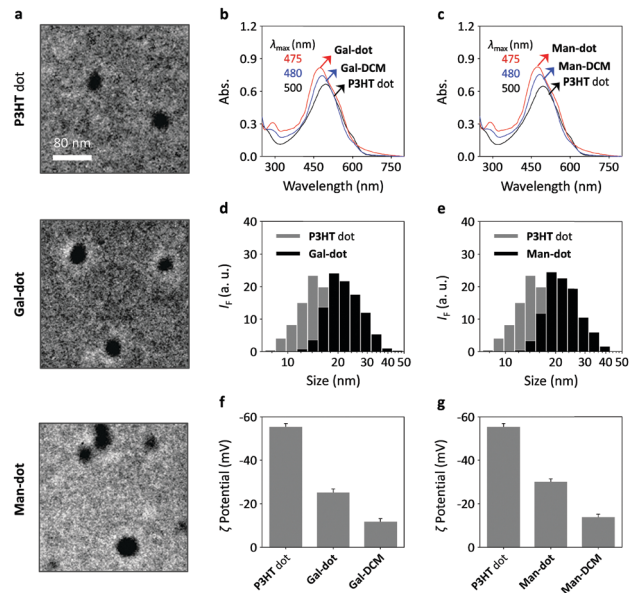 a
P3HT dot
80 nm
Gal-dot
Man-dot
b
Abs.
1.2
0.9
0.6
0.3
0.0
λmax (nm)
475
480
500
Gal-dot
Gal-DCM
P3HT dot
300 450 600 750
Wavelength (nm)
c
Abs.
1.2
0.9
0.6
0.3
0.0
λmax (nm)
475
480
500
Man-dot
Man-DCM
P3HT dot
300 450 600 750
Wavelength (nm)
d
IF (a. u.)
40
30
20
10
0
P3HT dot
Gal-dot
10 20 30 40 50
Size (nm)
e
IF (a. u.)
40
30
20
10
0
P3HT dot
Man-dot
10 20 30 40 50
Size (nm)
f
ζ Potential (mV)
-60
-40
-20
0
P3HT dot
Gal-dot
Gal-DCM
g
ζ Potential (mV)
-60
-40
-20
0
P3HT dot
Man-dot
Man-DCM